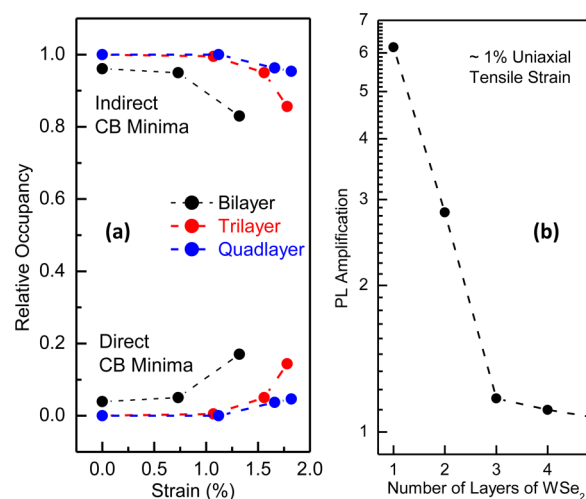 (a)
1.0
0.8
0.6
0.4
0.2
0.0
Relative Occupancy
Indirect
CB Minima
Bilayer
Trilayer
Quadlayer
Direct
CB Minima
0.0
0.5
1.0
1.5
2.0
Strain (%)
7
6
5
4
3
2
1
PL Amplification
~ 1% Uniaxial
Tensile Strain
(b)
1
2
3
4
Number of Layers of WSe2